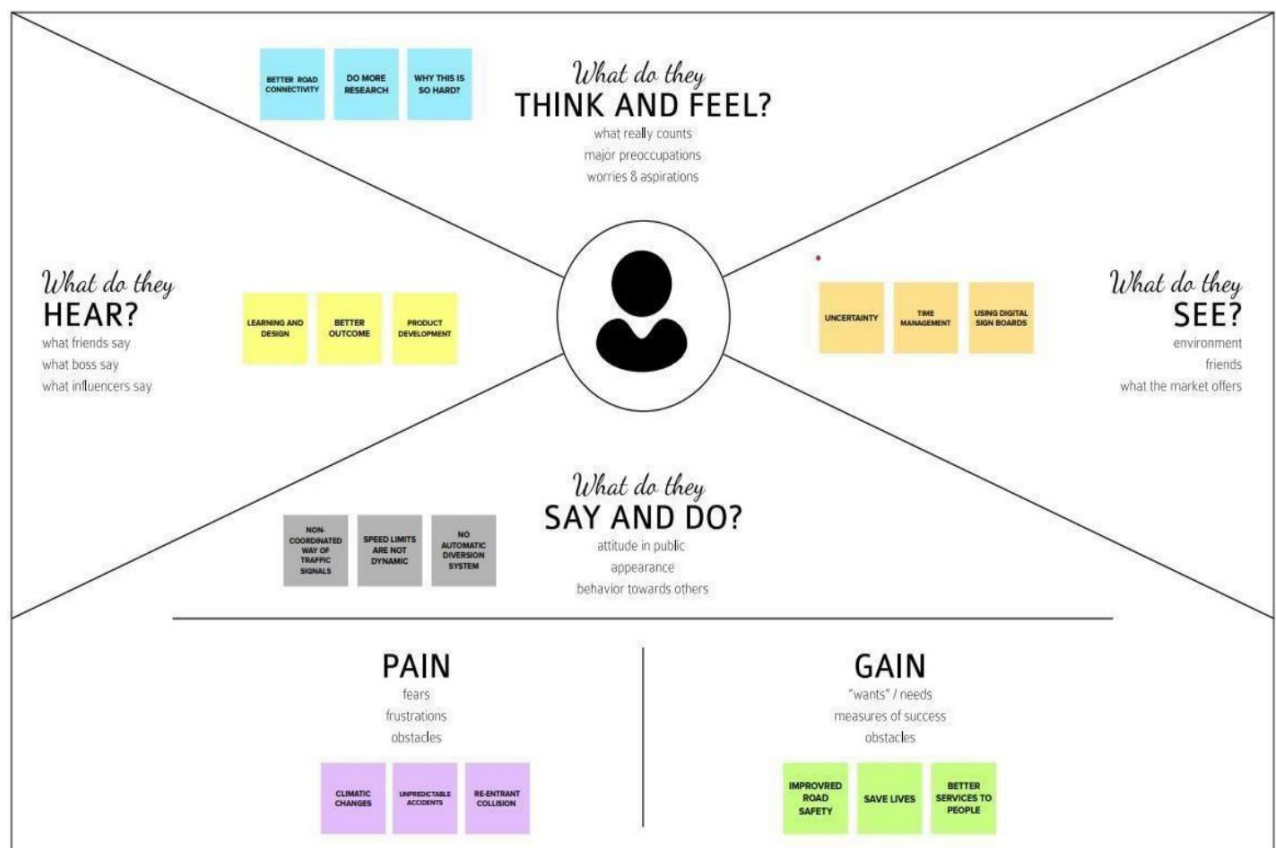 BETTER ROAD
CONNECTIVITY
DO MORE
RESEARCH
WHY THIS IS
SO HARD?
What do they
THINK AND FEEL?
what really counts
major preoccupations
worries & aspirations
What do they
HEAR?
what friends say
what boss say
what influencers say
LEARNING AND
DESIGN
BETTER
OUTCOME
PRODUCT
DEVELOPMENT
UNCERTAINTY
TIME
MANAGEMENT
USING DIGITAL
SIGN BOARDS
What do they
SEE?
environment
friends
what the market offers
What do they
SAY AND DO?
attitude in public
appearance
behavior towards others
NON-
COORDINATED
WAY OF
TRAFFIC
SIGNALS
SPEED LIMITS
ARE NOT
DYNAMIC
NO
AUTOMATIC
DIVERSION
SYSTEM
PAIN
fears
frustrations
obstacles
CLIMATIC
CHANGES
UNPREDICTABLE
ACCIDENTS
RE-ENTRANT
COLLISION
GAIN
"wants" / needs
measures of success
obstacles
IMPROVRED
ROAD
SAFETY
SAVE LIVES
BETTER
SERVICES TO
PEOPLE